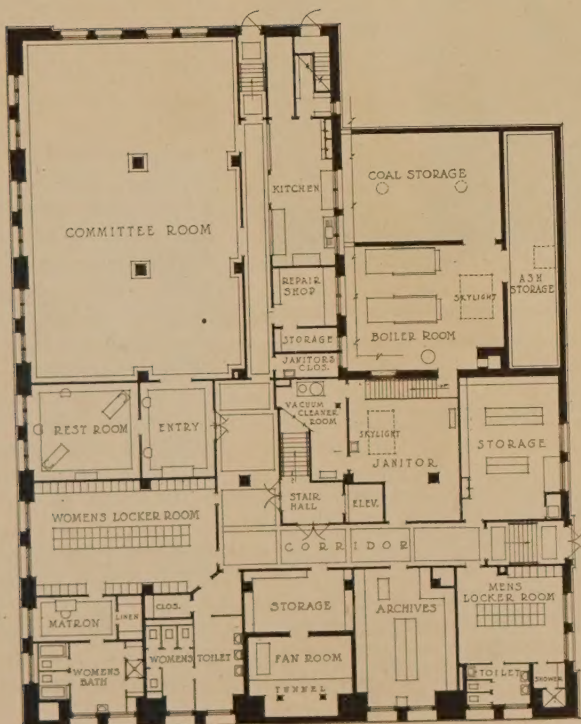 COAL STORAGE
KITCHEN
COMMITTEE ROOM
REPAIR
SHOP
ASH
STORAGE
SKYLIGHT
BOILER ROOM
STORAGE
JANITORS
CLOS.
VACUUM
CLEANER
ROOM
REST ROOM
ENTRY
SKYLIGHT
JANITOR
STORAGE
STAIR
HALL
ELEV.
WOMENS LOCKER ROOM
CORRIDOR
MENS
LOCKER ROOM
CLOS.
STORAGE
ARCHIVES
MATRON
LINEN
WOMENS
BATH
WOMENS
TOILET
FAN ROOM
TUNNEL
TOILET
SHOWER